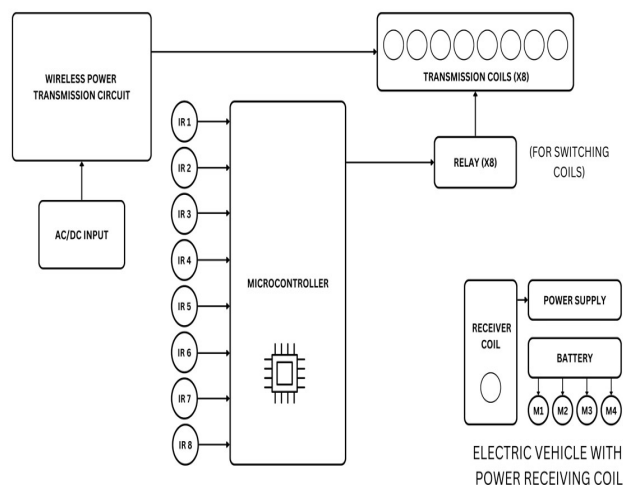 WIRELESS POWER
TRANSMISSION CIRCUIT
TRANSMISSION COILS (X8)
AC/DC INPUT
IR 1
IR 2
IR 3
IR 4
IR 5
IR 6
IR 7
IR 8
MICROCONTROLLER
RELAY (X8)
(FOR SWITCHING
COILS)
RECEIVER
COIL
POWER SUPPLY
BATTERY
M1 M2 M3 M4
ELECTRIC VEHICLE WITH
POWER RECEIVING COIL